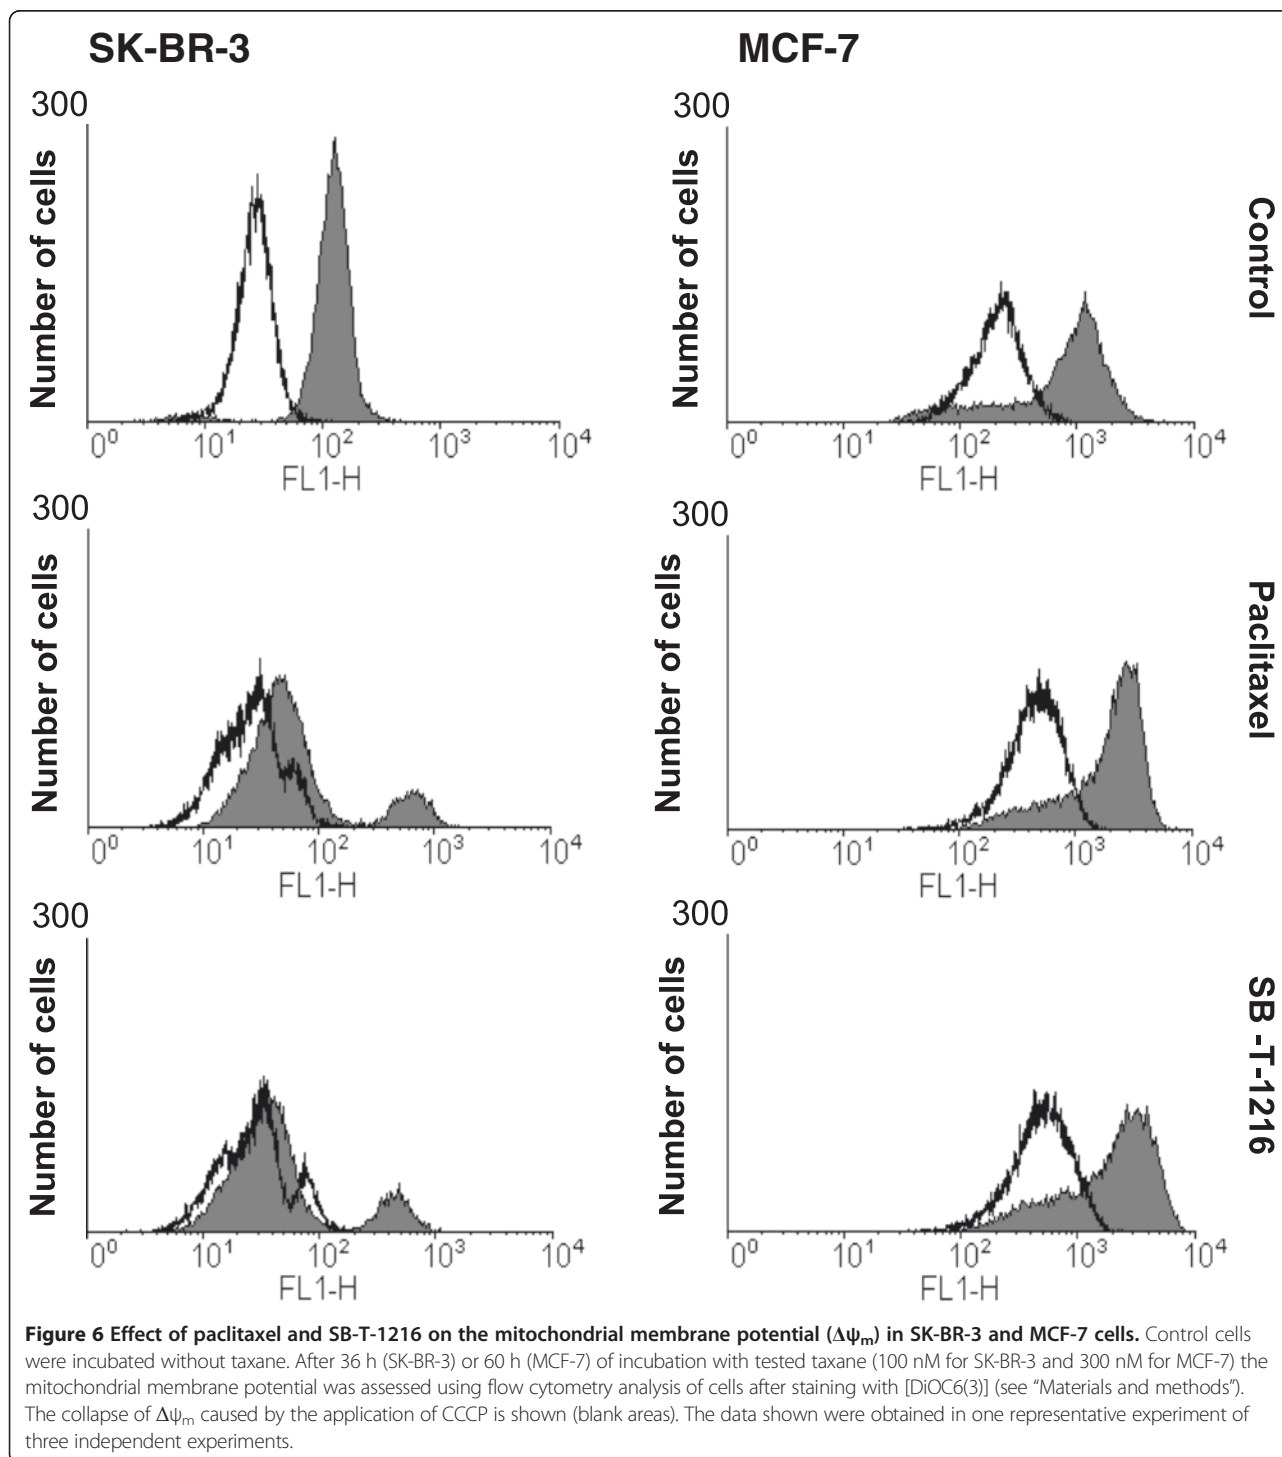 SK-BR-3
MCF-7
300
Number of cells
10⁰ 10¹ 10² 10³ 10⁴
FL1-H
300
Number of cells
10⁰ 10¹ 10² 10³ 10⁴
FL1-H
Control
300
Number of cells
10⁰ 10¹ 10² 10³ 10⁴
FL1-H
300
Number of cells
10⁰ 10¹ 10² 10³ 10⁴
FL1-H
Paclitaxel
300
Number of cells
10⁰ 10¹ 10² 10³ 10⁴
FL1-H
300
Number of cells
10⁰ 10¹ 10² 10³ 10⁴
FL1-H
SB -T-1216
Figure 6 Effect of paclitaxel and SB-T-1216 on the mitochondrial membrane potential (Δψₘ) in SK-BR-3 and MCF-7 cells. Control cells
were incubated without taxane. After 36 h (SK-BR-3) or 60 h (MCF-7) of incubation with tested taxane (100 nM for SK-BR-3 and 300 nM for MCF-7) the
mitochondrial membrane potential was assessed using flow cytometry analysis of cells after staining with [DiOC6(3)] (see “Materials and methods”).
The collapse of Δψₘ caused by the application of CCCP is shown (blank areas). The data shown were obtained in one representative experiment of
three independent experiments.